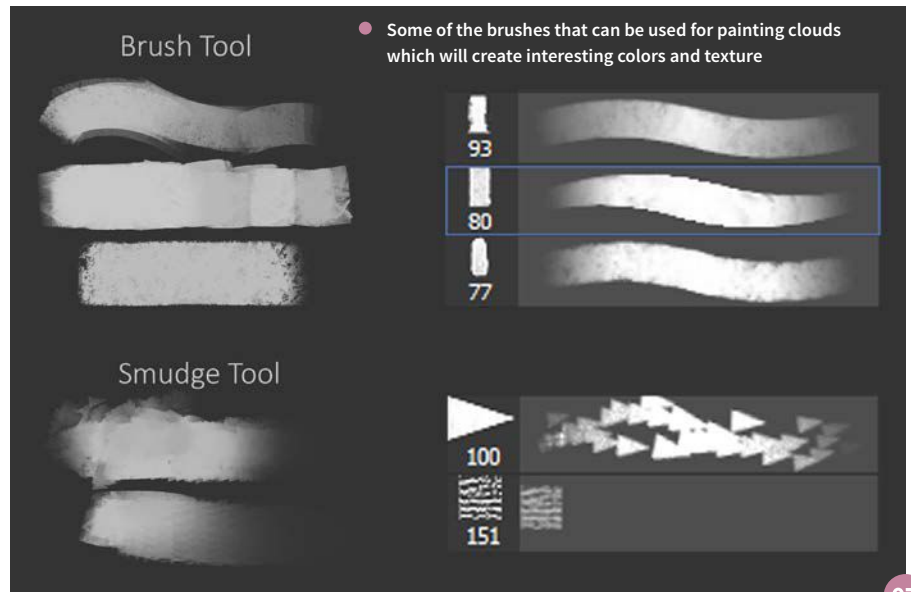 Some of the brushes that can be used for painting clouds
which will create interesting colors and texture
Brush Tool
93
80
77
Smudge Tool
100
151